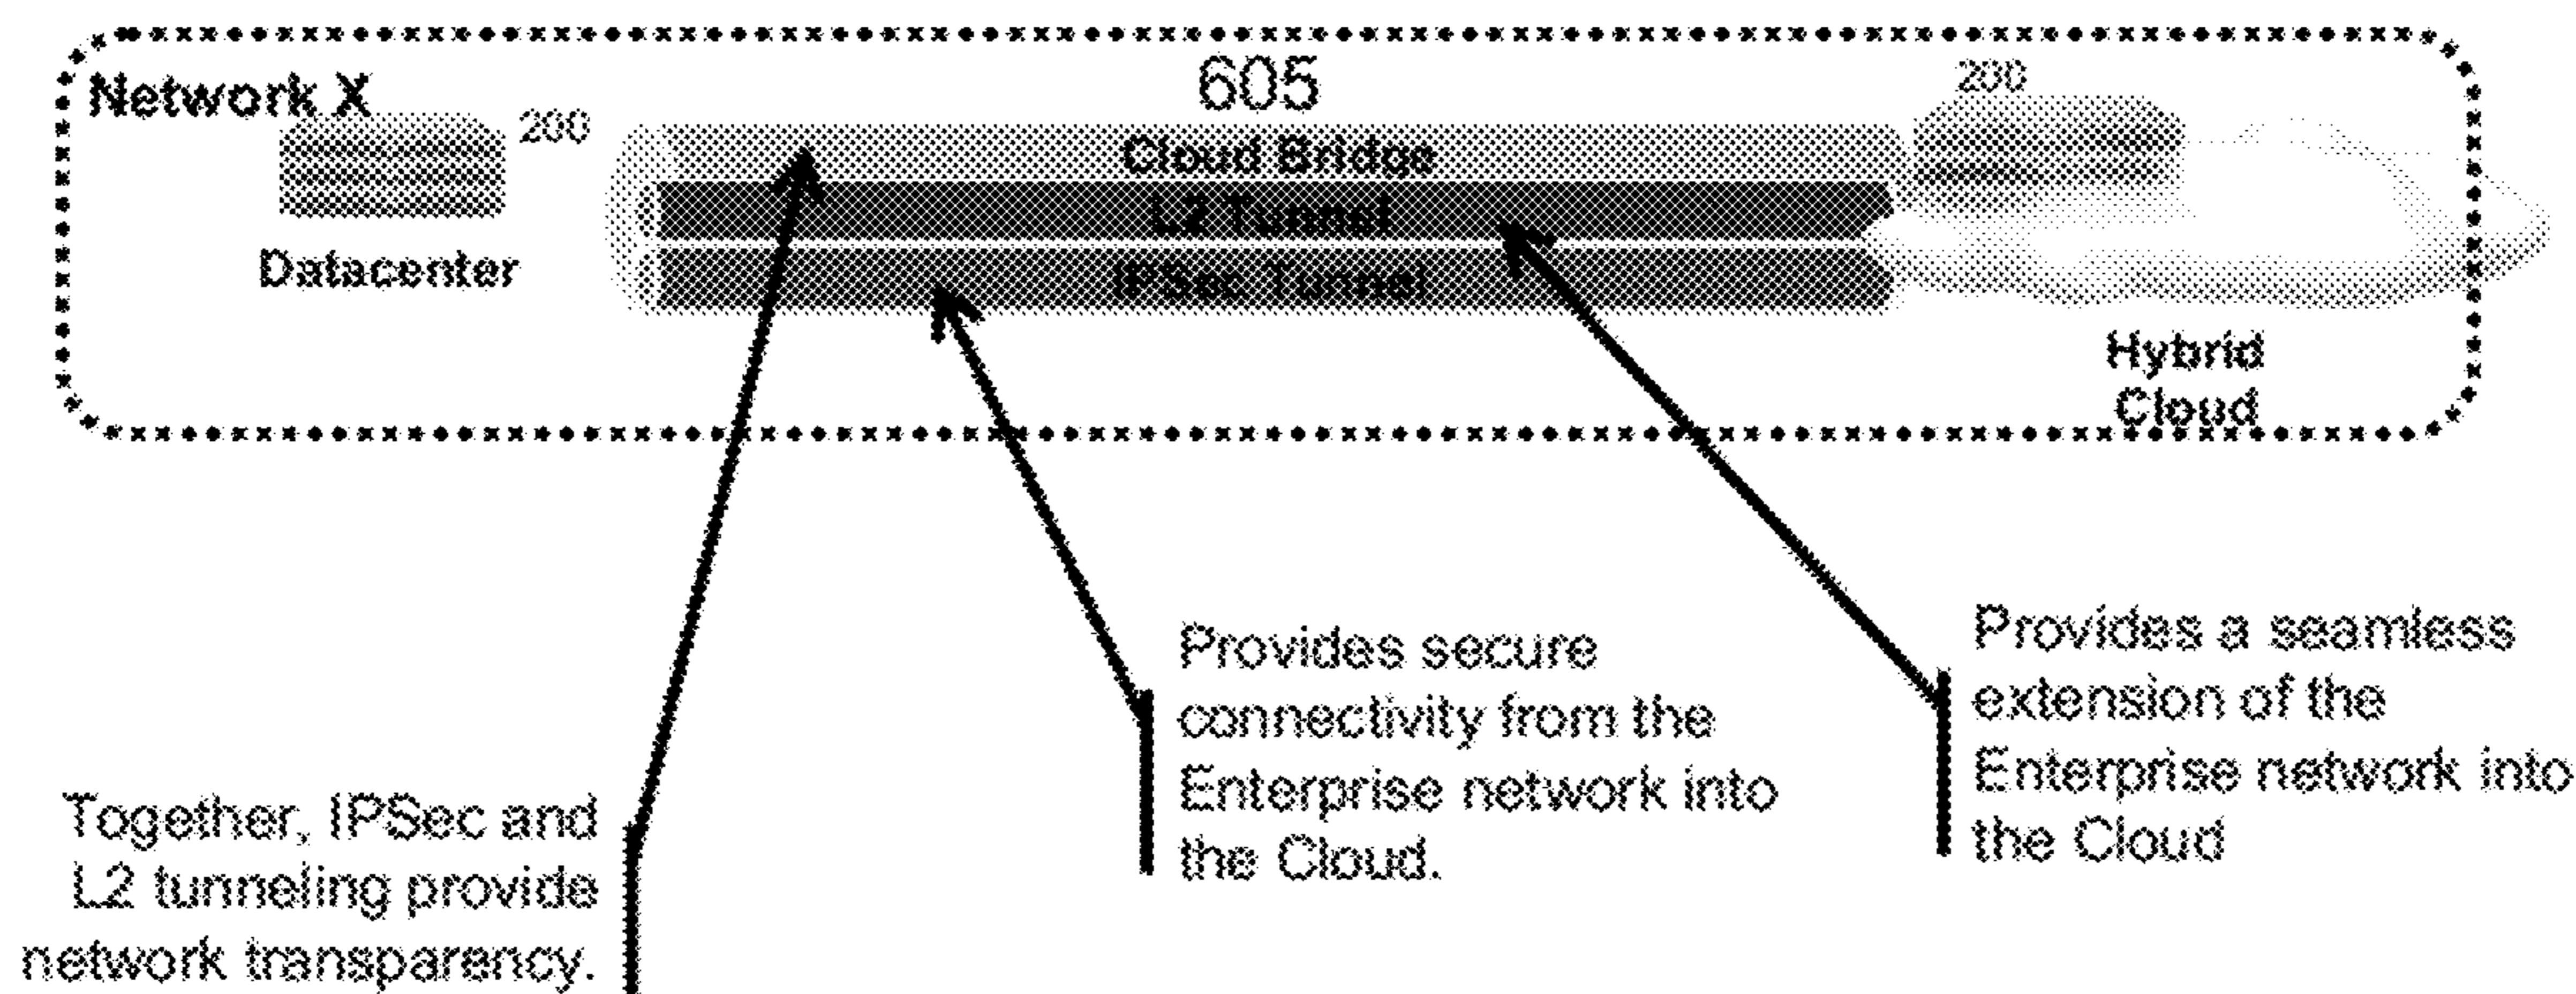 Network X
605
200
200
Cloud Bridge
L2 Tunnel
IPSec Tunnel
Datacenter
Hybrid
Cloud
Together, IPSec and
L2 tunneling provide
network transparency.
Provides secure
connectivity from the
Enterprise network into
the Cloud.
Provides a seamless
extension of the
Enterprise network into
the Cloud